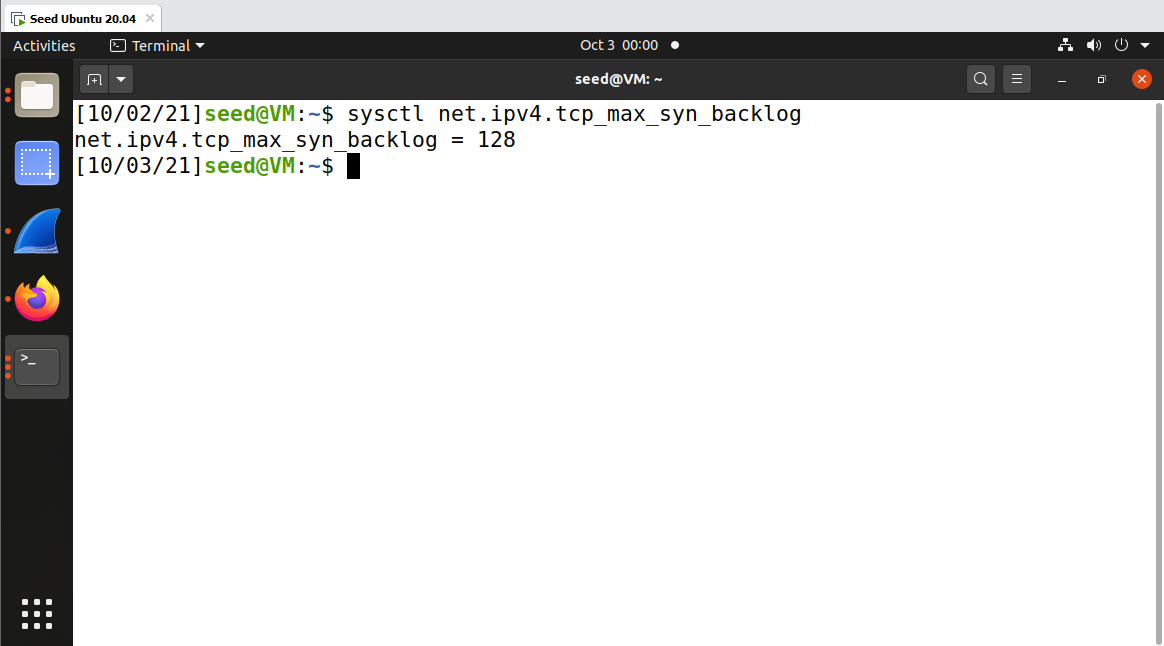 Seed Ubuntu 20.04
Activities Terminal Oct 3 00:00
seed@VM: ~
[10/02/21]seed@VM:~$ sysctl net.ipv4.tcp_max_syn_backlog
net.ipv4.tcp_max_syn_backlog = 128
[10/03/21]seed@VM:~$
>_